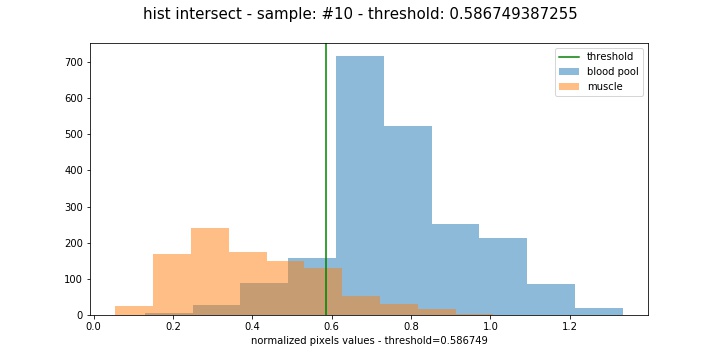 hist intersect - sample: #10 - threshold: 0.586749387255
threshold
blood pool
muscle
700
600
500
400
300
200
100
0
0.0 0.2 0.4 0.6 0.8 1.0 1.2
normalized pixels values - threshold=0.586749